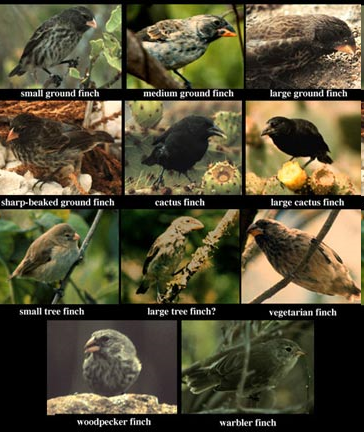 small ground finch
medium ground finch
large ground finch
sharp-beaked ground finch
cactus finch
large cactus finch
small tree finch
large tree finch?
vegetarian finch
woodpecker finch
warbler finch